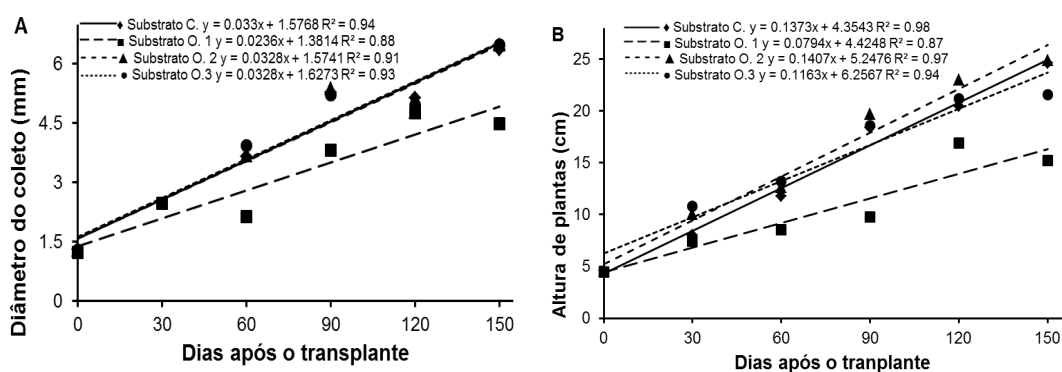 A
Substrato C. y = 0.033x + 1.5768 R² = 0.94
Substrato O. 1 y = 0.0236x + 1.3814 R² = 0.88
Substrato O. 2 y = 0.0328x + 1.5741 R² = 0.91
Substrato O.3 y = 0.0328x + 1.6273 R² = 0.93
Diâmetro do coleto (mm)
6
4.5
3
1.5
0
0 30 60 90 120 150
Dias após o transplante
B
Substrato C. y = 0.1373x + 4.3543 R² = 0.98
Substrato O. 1 y = 0.0794x + 4.4248 R² = 0.87
Substrato O. 2 y = 0.1407x + 5.2476 R² = 0.97
Substrato O.3 y = 0.1163x + 6.2567 R² = 0.94
Altura de plantas (cm)
25
20
15
10
5
0
0 30 60 90 120 150
Dias após o tranplante